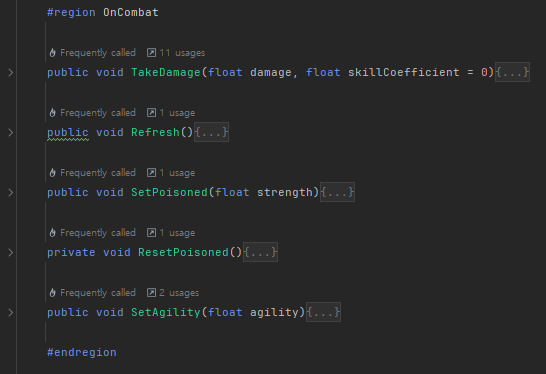 #region OnCombat
Frequently called 11 usages
public void TakeDamage(float damage, float skillCoefficient = 0){...}
Frequently called 1 usage
public void Refresh(){...}
Frequently called 1 usage
public void SetPoisoned(float strength){...}
Frequently called 1 usage
private void ResetPoisoned(){...}
Frequently called 2 usages
public void SetAgility(float agility){...}
#endregion